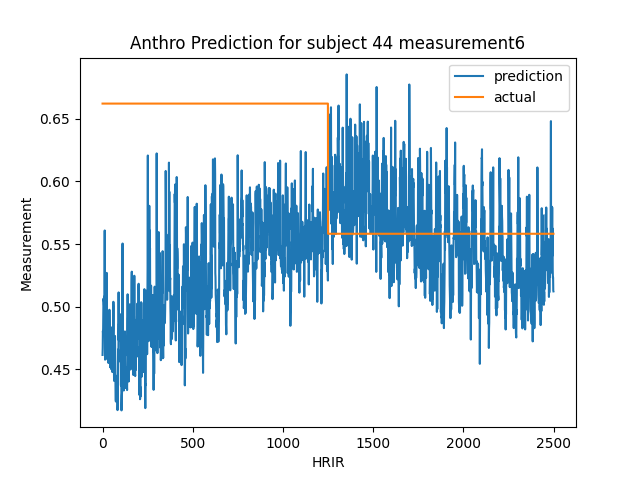 Anthro Prediction for subject 44 measurement6
prediction
actual
0.65
0.60
0.55
0.50
0.45
Measurement
0
500
1000
1500
2000
2500
HRIR